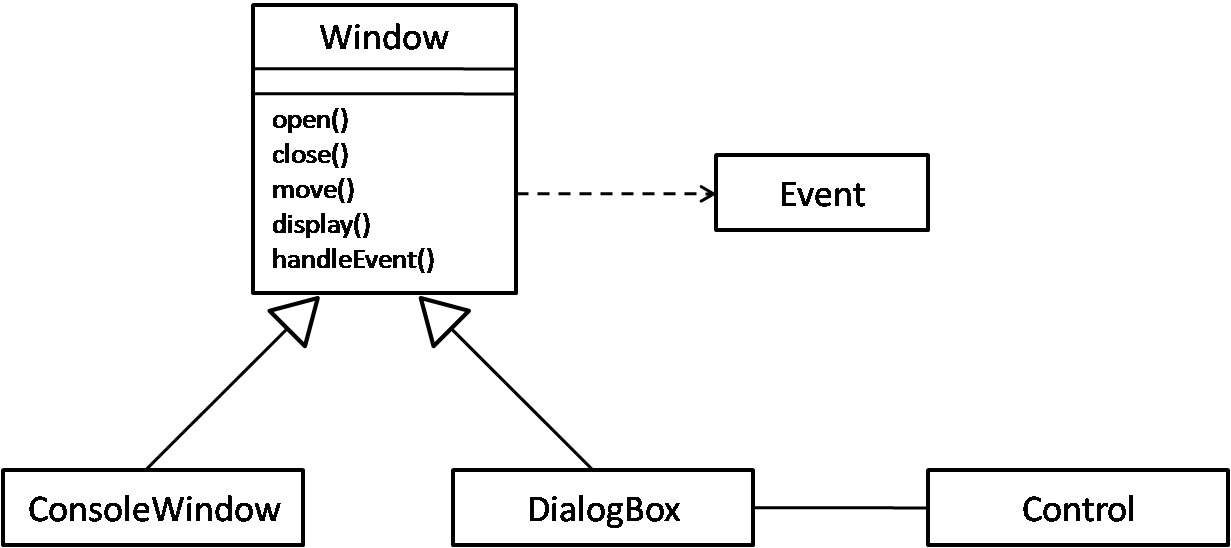 Window
open()
close()
move()
display()
handleEvent()
Event
ConsoleWindow
DialogBox
Control